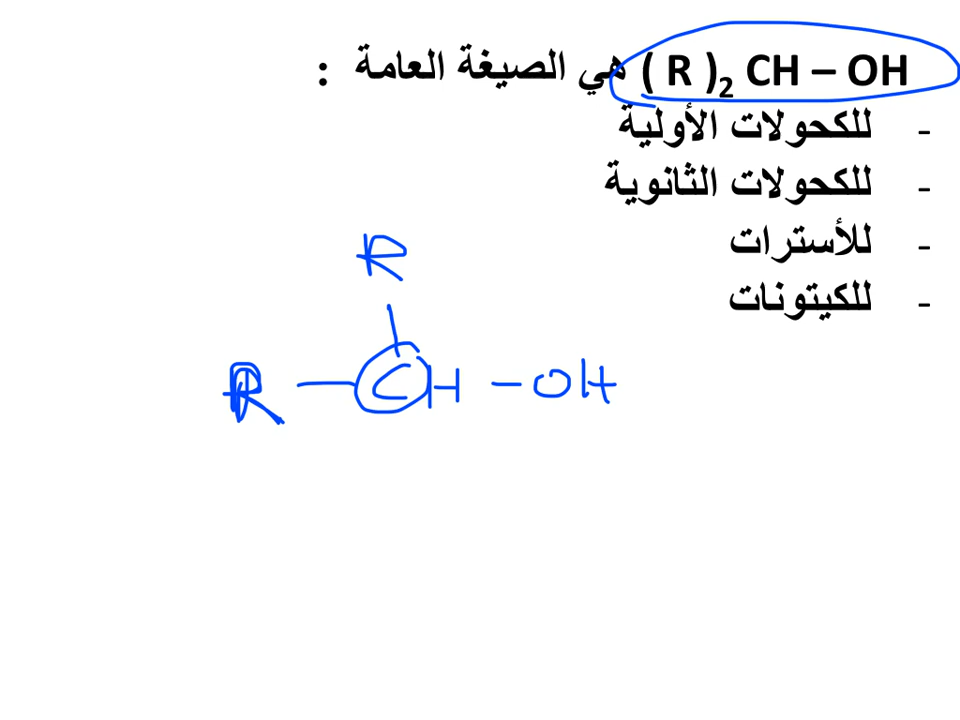 ( R )₂ CH – OH هي الصيغة العامة :
- للكحولات الأولية
- للكحولات الثانوية
- للأسترات
- للكيتونات
R
R — CH – OH